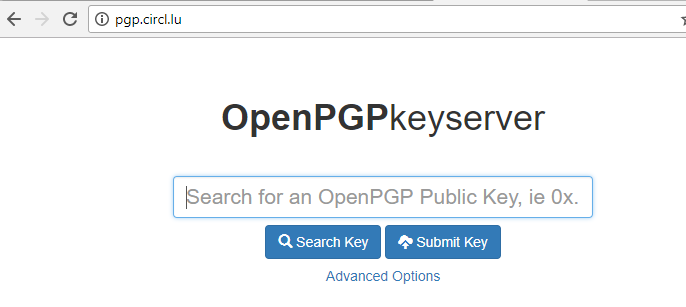 pgp.circl.lu
OpenPGPkeyserver
Search for an OpenPGP Public Key, ie 0x.
Search Key Submit Key
Advanced Options